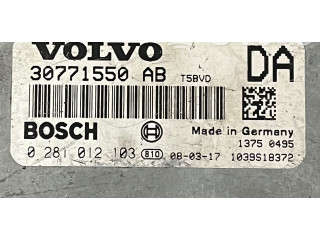 VOLVO
30771550 AB T5BVD DA
BOSCH Made in Germany
1375 0495
0 281 012 103 810 08-03-17 1039S18372